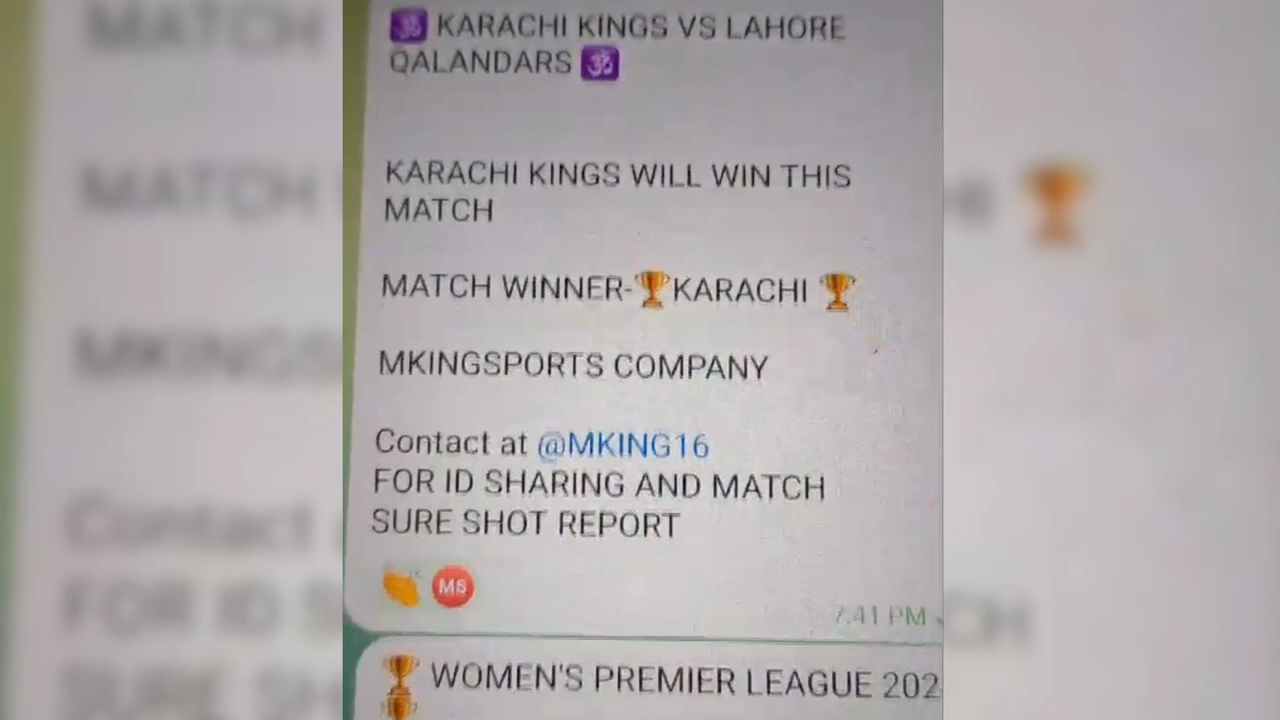 🕉 KARACHI KINGS VS LAHORE
QALANDARS 🕉
KARACHI KINGS WILL WIN THIS
MATCH
MATCH WINNER-🏆KARACHI 🏆
MKINGSPORTS COMPANY
Contact at @MKING16
FOR ID SHARING AND MATCH
SURE SHOT REPORT
MS
7:41 PM
🏆 WOMEN'S PREMIER LEAGUE 202